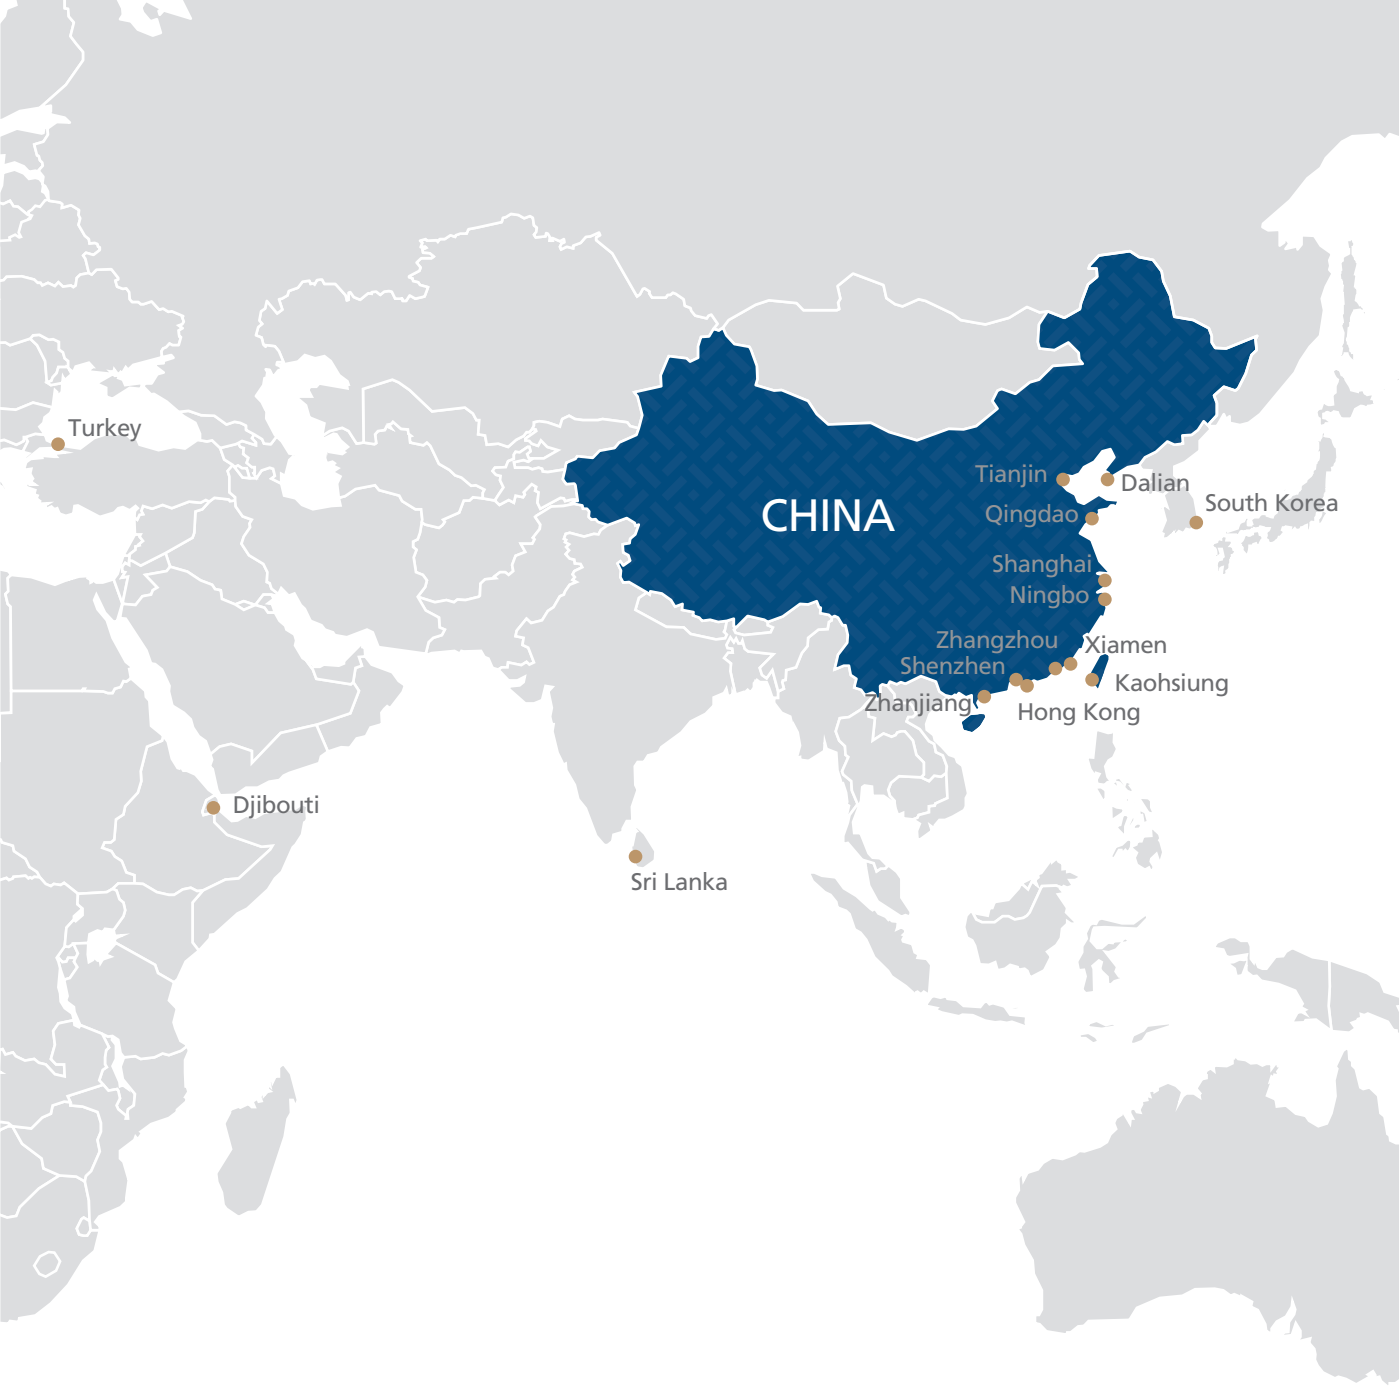 Turkey
Tianjin
Dalian
CHINA
South Korea
Qingdao
Shanghai
Ningbo
Zhangzhou
Xiamen
Shenzhen
Kaohsiung
Zhanjiang
Hong Kong
Djibouti
Sri Lanka